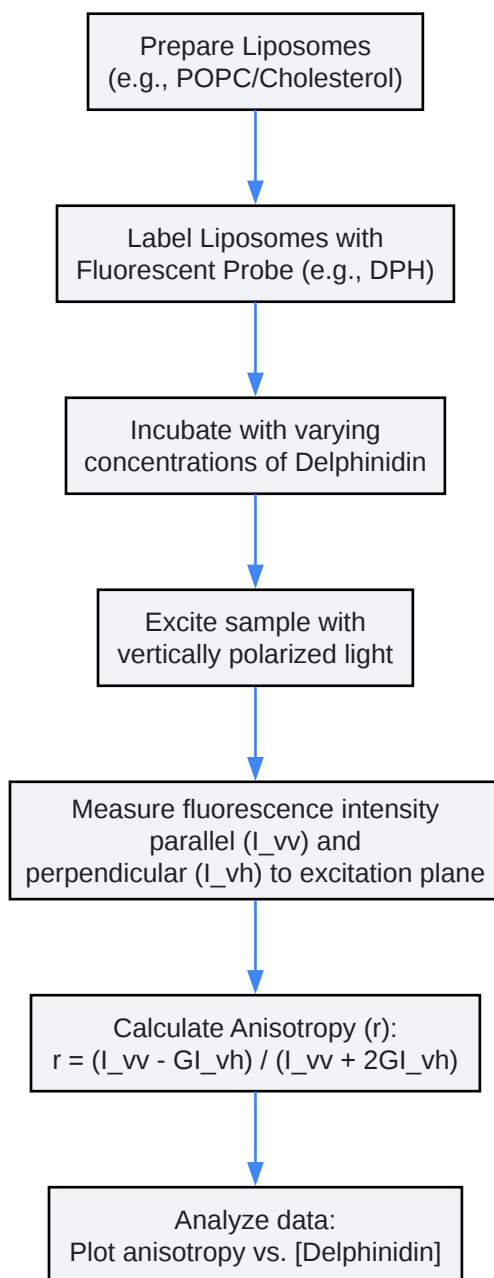 Prepare Liposomes
(e.g., POPC/Cholesterol)
Label Liposomes with
Fluorescent Probe (e.g., DPH)
Incubate with varying
concentrations of Delphinidin
Excite sample with
vertically polarized light
Measure fluorescence intensity
parallel (I_vv) and
perpendicular (I_vh) to excitation plane
Calculate Anisotropy (r):
r = (I_vv - GI_vh) / (I_vv + 2GI_vh)
Analyze data:
Plot anisotropy vs. [Delphinidin]